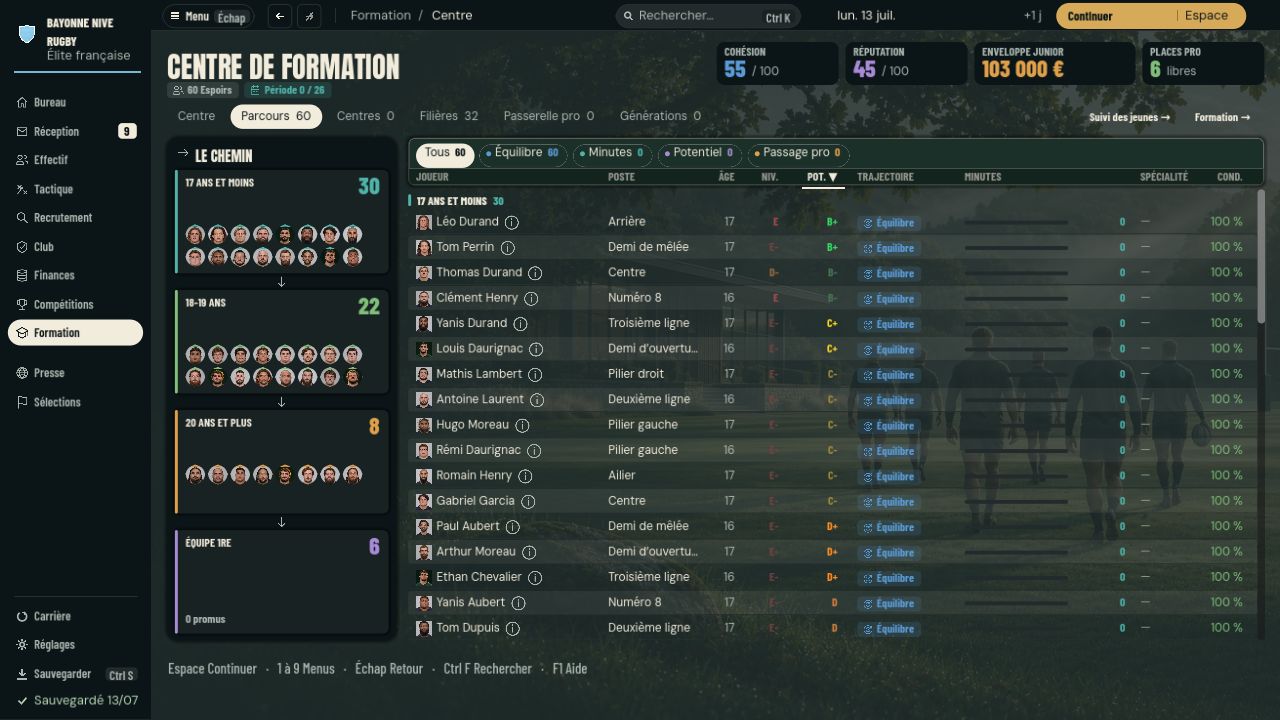 BAYONNE NIVE RUGBY
Élite française
Bureau
Réception 9
Effectif
Tactique
Recrutement
Club
Finances
Compétitions
Formation
Presse
Sélections
Carrière
Réglages
Sauvegarder Ctrl S
Sauvegardé 13/07
Menu Échap
Formation / Centre
Rechercher... Ctrl K
lun. 13 juil.
+1 j
Continuer Espace
CENTRE DE FORMATION
60 Espoirs Période 0 / 26
COHÉSION
55 / 100
RÉPUTATION
45 / 100
ENVELOPPE JUNIOR
103 000 €
PLACES PRO
6 libres
Centre Parcours 60 Centres 0 Filières 32 Passerelle pro 0 Générations 0
Suivi des jeunes → Formation →
→ LE CHEMIN
17 ANS ET MOINS 30
↓
18-19 ANS 22
↓
20 ANS ET PLUS 8
↓
ÉQUIPE 1RE 6
0 promus
Tous 60 Équilibre 60 Minutes 0 Potentiel 0 Passage pro 0
JOUEUR POSTE ÂGE NIV. POT. ▼ TRAJECTOIRE MINUTES SPÉCIALITÉ COND.
17 ANS ET MOINS 30
Léo Durand Arrière 17 E B+ Équilibre 0 — 100 %
Tom Perrin Demi de mêlée 17 E- B+ Équilibre 0 — 100 %
Thomas Durand Centre 17 D- B- Équilibre 0 — 100 %
Clément Henry Numéro 8 16 E B- Équilibre 0 — 100 %
Yanis Durand Troisième ligne 17 E- C+ Équilibre 0 — 100 %
Louis Daurignac Demi d'ouvertu... 16 E- C+ Équilibre 0 — 100 %
Mathis Lambert Pilier droit 17 E- C- Équilibre 0 — 100 %
Antoine Laurent Deuxième ligne 16 E- C- Équilibre 0 — 100 %
Hugo Moreau Pilier gauche 17 E- C- Équilibre 0 — 100 %
Rémi Daurignac Pilier gauche 16 E- C- Équilibre 0 — 100 %
Romain Henry Ailier 17 E- C- Équilibre 0 — 100 %
Gabriel Garcia Centre 17 E- C- Équilibre 0 — 100 %
Paul Aubert Demi de mêlée 16 E- D+ Équilibre 0 — 100 %
Arthur Moreau Demi d'ouvertu... 17 E- D+ Équilibre 0 — 100 %
Ethan Chevalier Troisième ligne 16 E- D+ Équilibre 0 — 100 %
Yanis Aubert Numéro 8 17 E- D Équilibre 0 — 100 %
Tom Dupuis Deuxième ligne 17 E- D Équilibre 0 — 100 %
Espace Continuer · 1 à 9 Menus · Échap Retour · Ctrl F Rechercher · F1 Aide